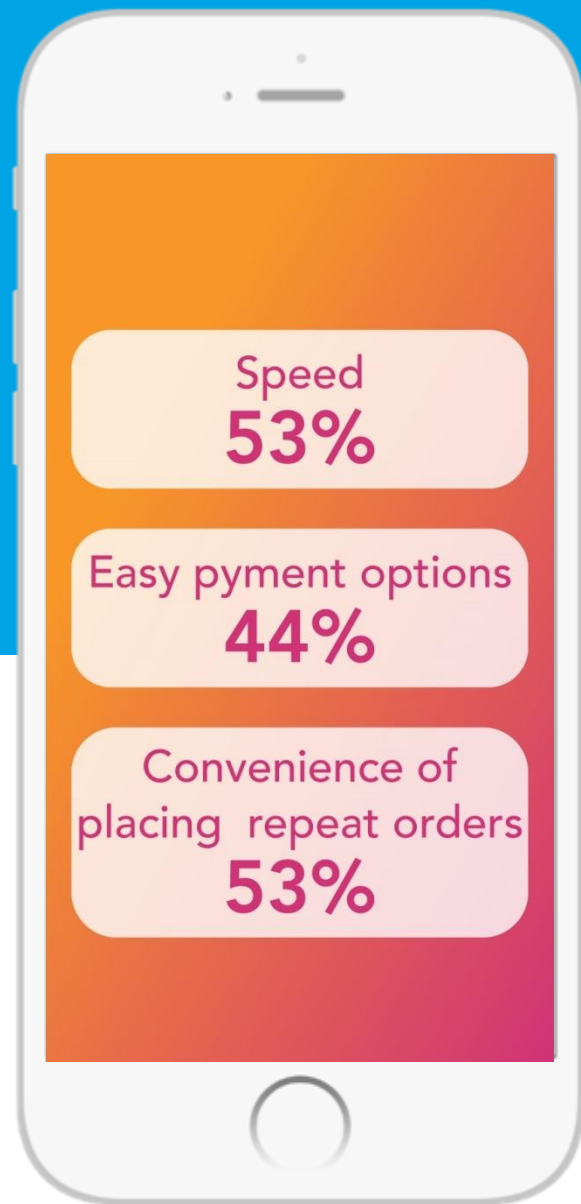 Speed
53%
Easy pyment options
44%
Convenience of
placing repeat orders
53%